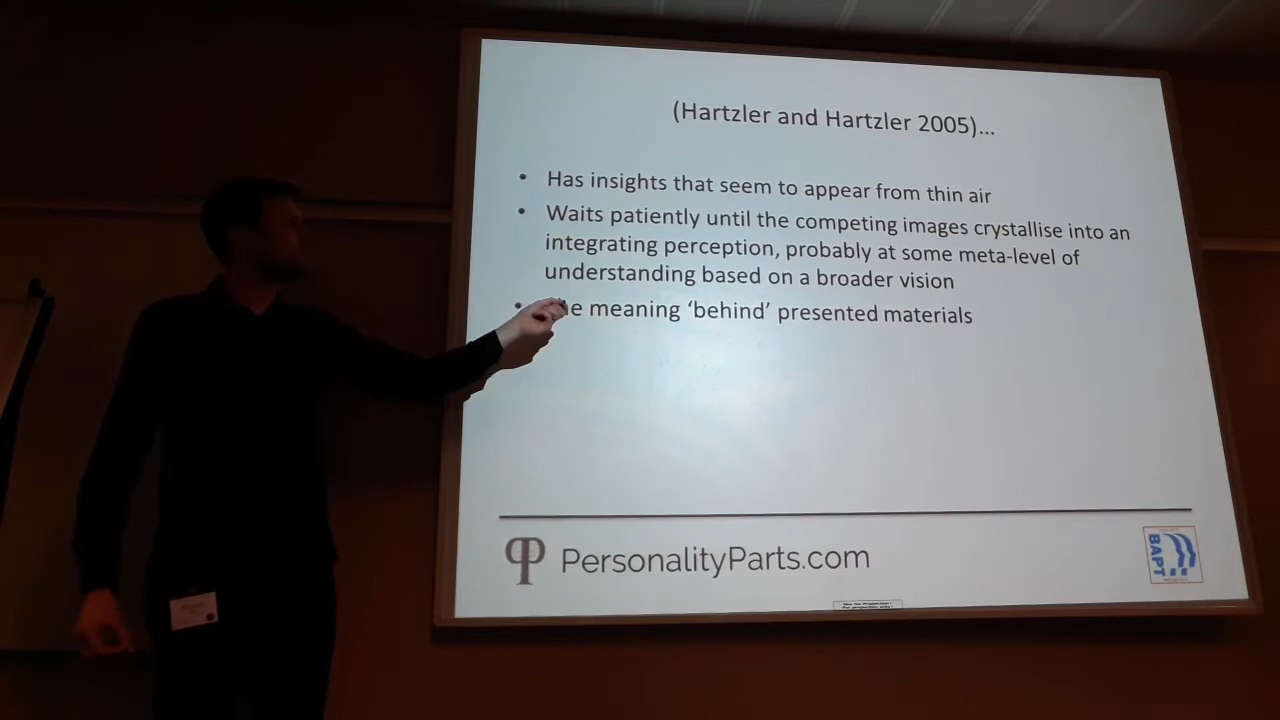 (Hartzler and Hartzler 2005)...
• Has insights that seem to appear from thin air
• Waits patiently until the competing images crystallise into an
integrating perception, probably at some meta-level of
understanding based on a broader vision
• meaning ‘behind’ presented materials
PersonalityParts.com
BAPT